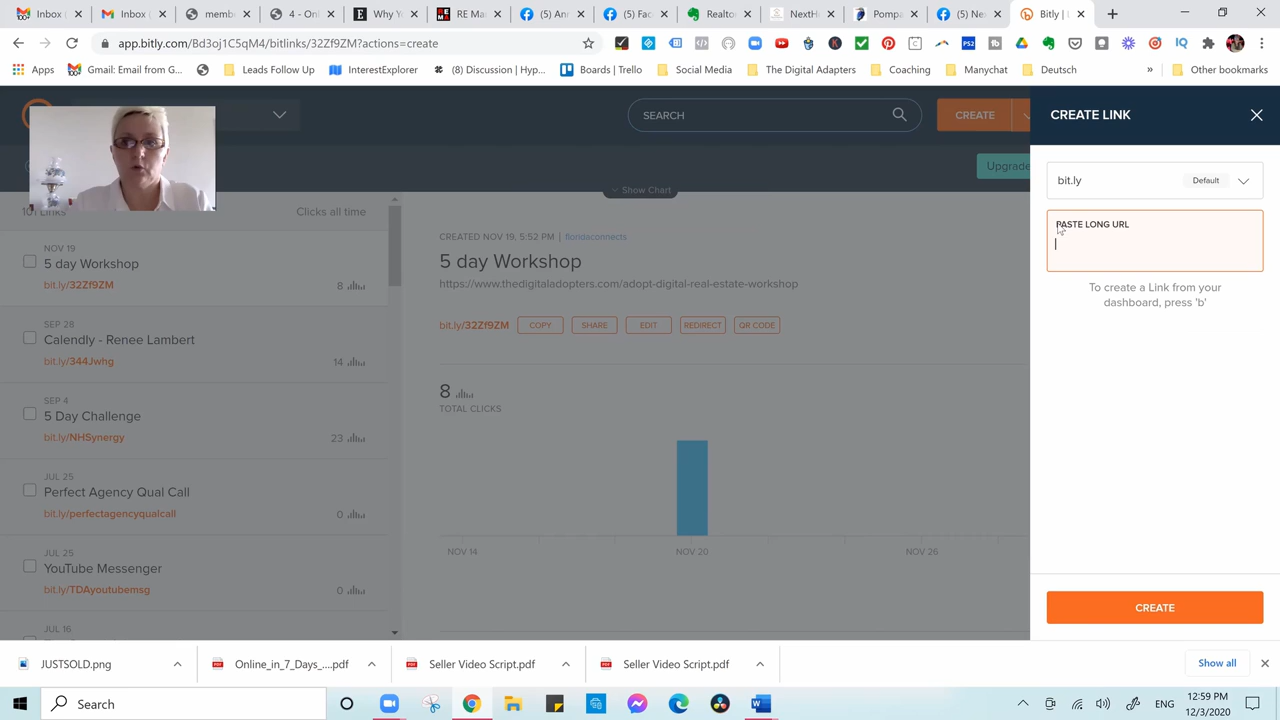 Inbox
Inbox (
memb
4 - O
Why Y
RE Ma
(5) An
(5) Fac
Realto
NextH
Pompa
(5) Ne
Bitly | L
app.bitly.com/Bd3oj1C5qM4/bitlinks/32Zf9ZM?actions=create
Apps
Gmail: Email from G...
Leads Follow Up
InterestExplorer
(8) Discussion | Hyp...
Boards | Trello
Social Media
The Digital Adapters
Coaching
Manychat
Deutsch
»
Other bookmarks
SEARCH
CREATE
CREATE LINK
Upgrade
Show Chart
bit.ly
Default
PASTE LONG URL
To create a Link from your
dashboard, press 'b'
CREATE
Links
Clicks all time
NOV 19
5 day Workshop
bit.ly/32Zf9ZM
8
SEP 28
Calendly - Renee Lambert
bit.ly/344Jwhg
14
SEP 4
5 Day Challenge
bit.ly/NHSynergy
23
JUL 25
Perfect Agency Qual Call
bit.ly/perfectagencyqualcall
0
JUL 25
YouTube Messenger
bit.ly/TDAyoutubemsg
0
JUL 16
CREATED NOV 19, 5:52 PM | floridaconnects
5 day Workshop
https://www.thedigitaladopters.com/adopt-digital-real-estate-workshop
bit.ly/32Zf9ZM
COPY
SHARE
EDIT
REDIRECT
QR CODE
8
TOTAL CLICKS
NOV 14
NOV 20
NOV 26
JUSTSOLD.png
Online_in_7_Days_....pdf
Seller Video Script.pdf
Seller Video Script.pdf
Show all
Search
ENG
12:59 PM
12/3/2020